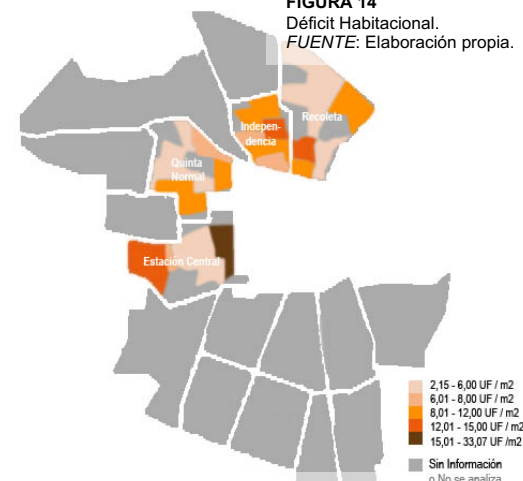 FIGURA 14
Déficit Habitacional.
FUENTE: Elaboración propia.
Indepen-
dencia
Recoleta
Quinta
Normal
Estación Central
2,15 - 6,00 UF / m2
6,01 - 8,00 UF / m2
8,01 - 12,00 UF / m2
12,01 - 15,00 UF / m2
15,01 - 33,07 UF /m2
Sin Información
o No se analiza